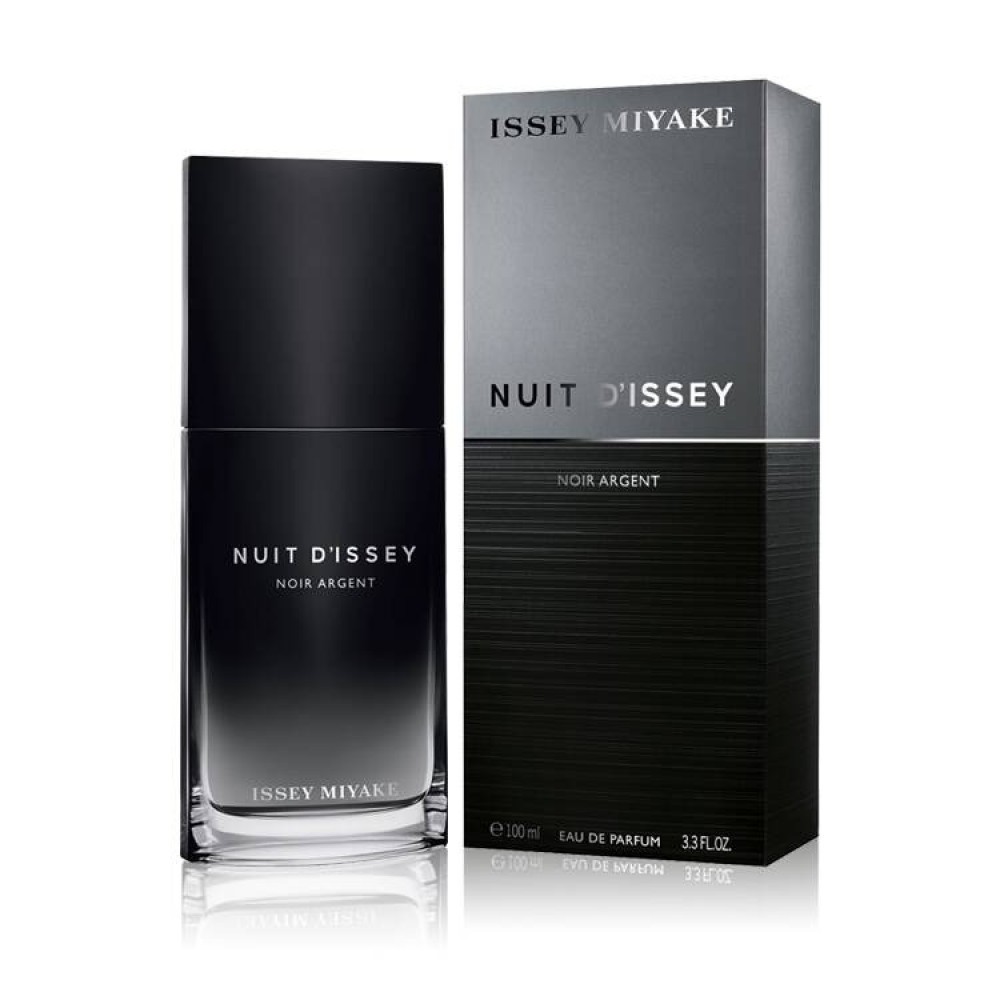 NUIT D'ISSEY
NOIR ARGENT
ISSEY MIYAKE
ISSEY MIYAKE
NUIT D'ISSEY
NOIR ARGENT
e 100 ml EAU DE PARFUM 3.3 FL.OZ.